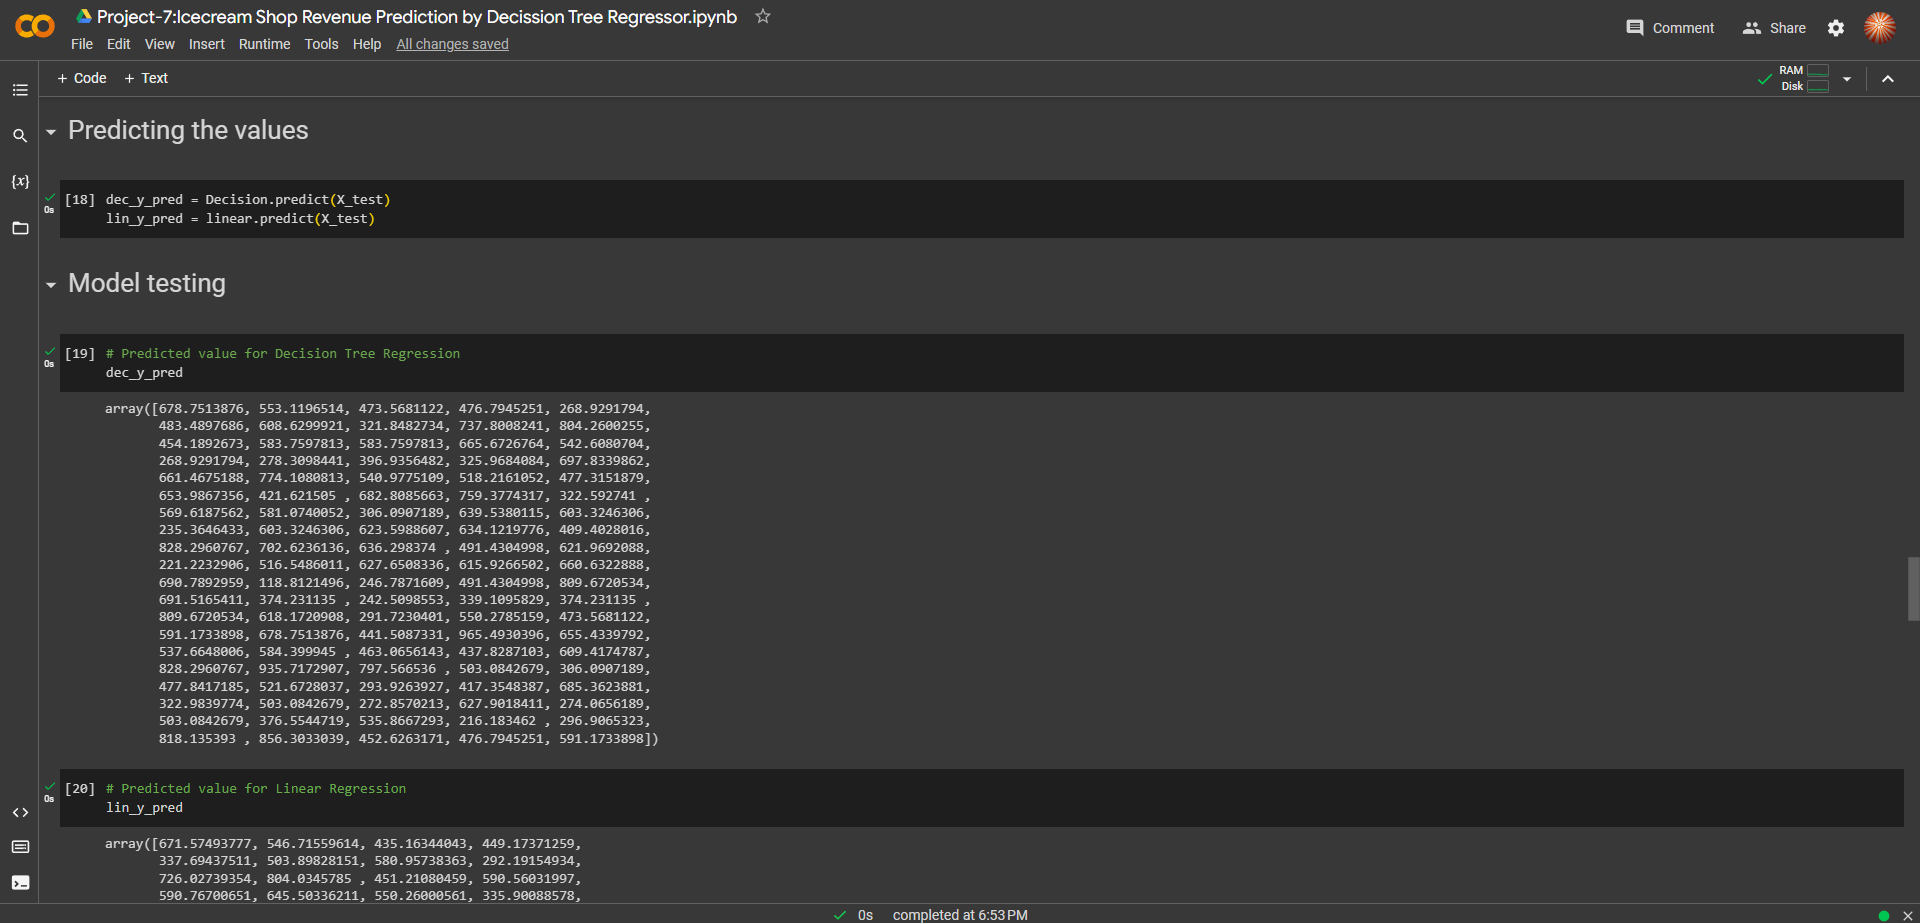 Project-7:Icecream Shop Revenue Prediction by Decission Tree Regressor.ipynb
File Edit View Insert Runtime Tools Help All changes saved
Comment Share
+ Code + Text
RAM
Disk
{x}
Predicting the values
0s
[18] dec_y_pred = Decision.predict(X_test)
lin_y_pred = linear.predict(X_test)
Model testing
0s
[19] # Predicted value for Decision Tree Regression
dec_y_pred
array([678.7513876, 553.1196514, 473.5681122, 476.7945251, 268.9291794,
483.4897686, 608.6299921, 321.8482734, 737.8008241, 804.2600255,
454.1892673, 583.7597813, 583.7597813, 665.6726764, 542.6080704,
268.9291794, 278.3098441, 396.9356482, 325.9684084, 697.8339862,
661.4675188, 774.1080813, 540.9775109, 518.2161052, 477.3151879,
653.9867356, 421.621505 , 682.8085663, 759.3774317, 322.592741 ,
569.6187562, 581.0740052, 306.0907189, 639.5380115, 603.3246306,
235.3646433, 603.3246306, 623.5988607, 634.1219776, 409.4028016,
828.2960767, 702.6236136, 636.298374 , 491.4304998, 621.9692088,
221.2232906, 516.5486011, 627.6508336, 615.9266502, 660.6322888,
690.7892959, 118.8121496, 246.7871609, 491.4304998, 809.6720534,
691.5165411, 374.231135 , 242.5098553, 339.1095829, 374.231135 ,
809.6720534, 618.1720908, 291.7230401, 550.2785159, 473.5681122,
591.1733898, 678.7513876, 441.5087331, 965.4930396, 655.4339792,
537.6648006, 584.399945 , 463.0656143, 437.8287103, 609.4174787,
828.2960767, 935.7172907, 797.566536 , 503.0842679, 306.0907189,
477.8417185, 521.6728037, 293.9263927, 417.3548387, 685.3623881,
322.9839774, 503.0842679, 272.8570213, 627.9018411, 274.0656189,
503.0842679, 376.5544719, 535.8667293, 216.183462 , 296.9065323,
818.135393 , 856.3033039, 452.6263171, 476.7945251, 591.1733898])
0s
[20] # Predicted value for Linear Regression
lin_y_pred
array([671.57493777, 546.71559614, 435.16344043, 449.17371259,
337.69437511, 503.89828151, 580.95738363, 292.19154934,
726.02739354, 804.0345785 , 451.21080459, 590.56031997,
590.76700651, 645.50336211, 550.26000561, 335.90088578,
0s completed at 6:53 PM